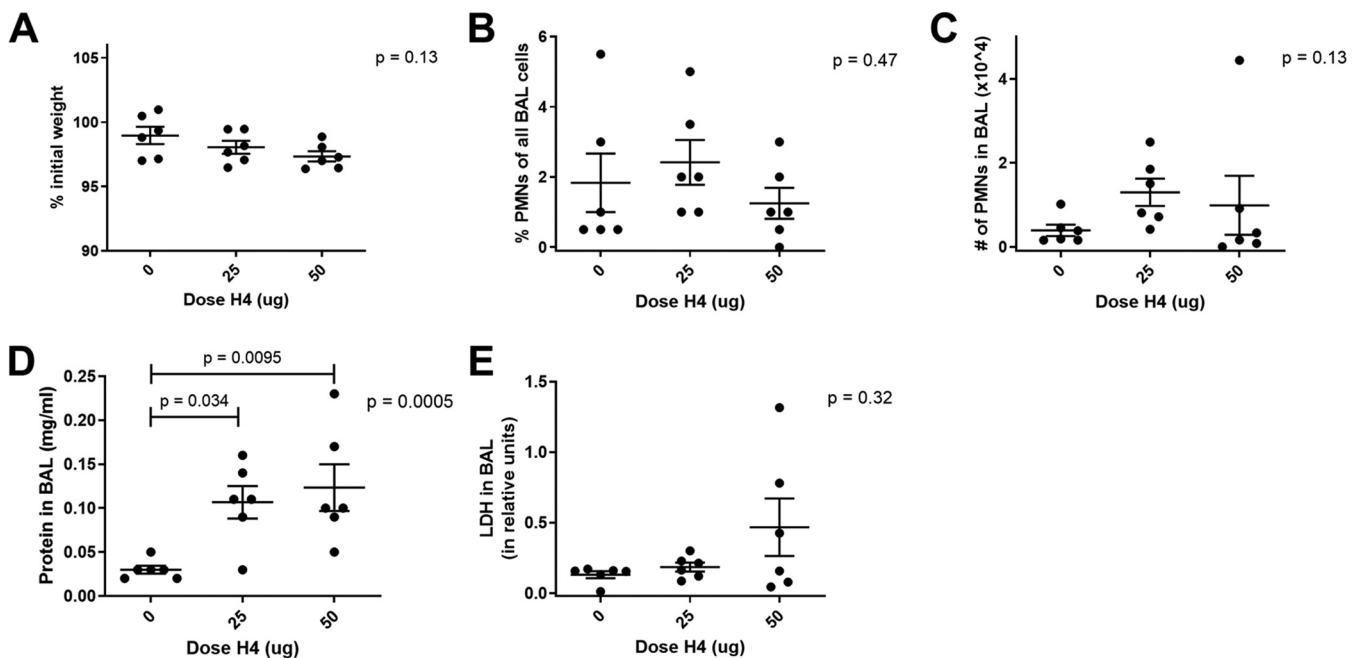 A
% initial weight
105
100
95
90
p = 0.13
0
25
50
Dose H4 (ug)
B
% PMNs of all BAL cells
6
4
2
0
p = 0.47
0
25
50
Dose H4 (ug)
C
# of PMNs in BAL (x10^4)
4
2
0
p = 0.13
0
25
50
Dose H4 (ug)
D
Protein in BAL (mg/ml)
0.25
0.20
0.15
0.10
0.05
0.00
p = 0.0095
p = 0.034
p = 0.0005
0
25
50
Dose H4 (ug)
E
LDH in BAL
(in relative units)
1.5
1.0
0.5
0.0
p = 0.32
0
25
50
Dose H4 (ug)